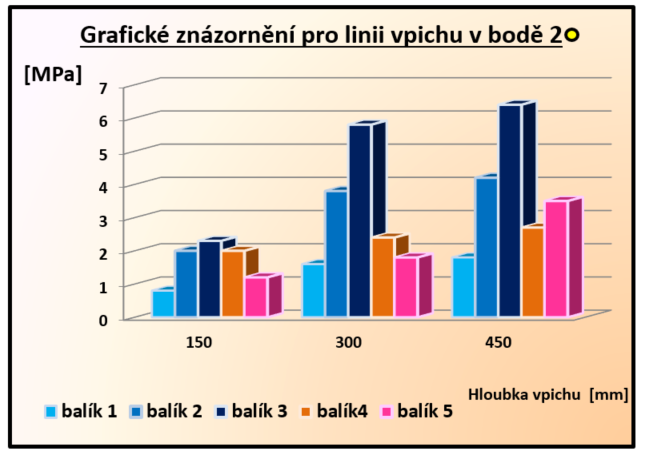 Grafické znázornění pro linii vpichu v bodě 2
[MPa]
7
6
5
4
3
2
1
0
150 300 450
Hloubka vpichu [mm]
balík 1 balík 2 balík 3 balík4 balík 5